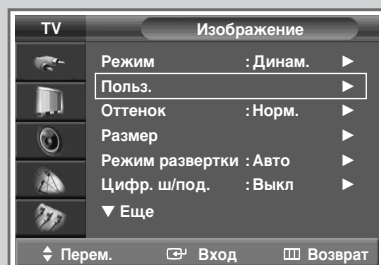 TV Изображение
Режим : Динам. ►
Польз. ►
Оттенок : Норм. ►
Размер ►
Режим развертки : Авто ►
Цифр. ш/под. : Выкл ►
▼ Еще
Перем. Вход Возврат